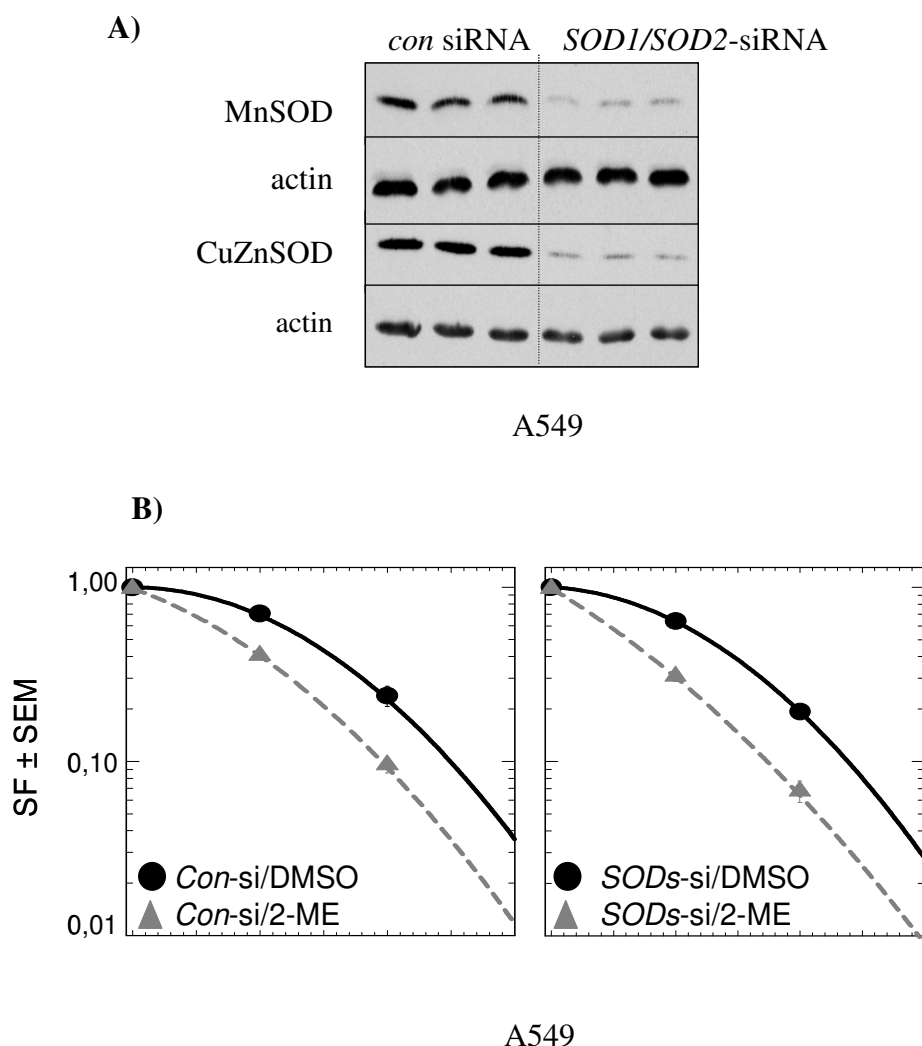 A)
con siRNA SOD1/SOD2-siRNA
MnSOD
actin
CuZnSOD
actin
A549
B)
1,00
0,10
0,01
SF ± SEM
Con-si/DMSO
Con-si/2-ME
SODs-si/DMSO
SODs-si/2-ME
A549